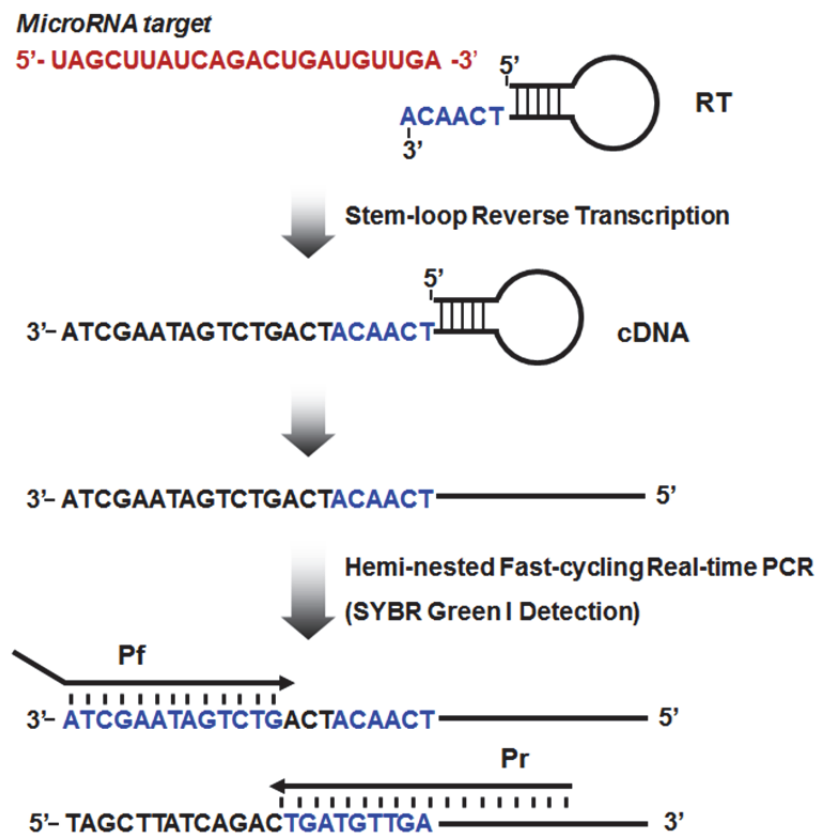 MicroRNA target
5’- UAGCUUAUCAGACUGAUGUUGA -3’
5’
ACAACT
3’
RT
Stem-loop Reverse Transcription
5’
3’– ATCGAATAGTCTGACTACAACT
cDNA
3’– ATCGAATAGTCTGACTACAACT 5’
Hemi-nested Fast-cycling Real-time PCR
(SYBR Green I Detection)
Pf
3’– ATCGAATAGTCTGACTACAACT 5’
Pr
5’– TAGCTTATCAGACTGATGTTGA 3’